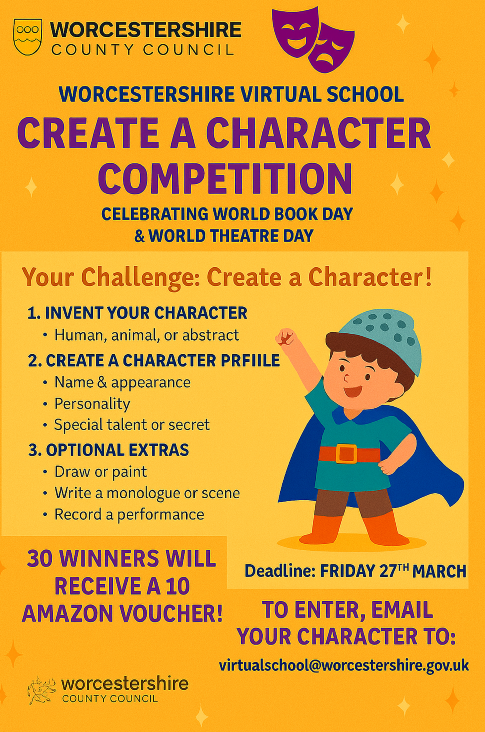 WORCESTERSHIRE
COUNTY COUNCIL
WORCESTERSHIRE VIRTUAL SCHOOL
CREATE A CHARACTER
COMPETITION
CELEBRATING WORLD BOOK DAY
& WORLD THEATRE DAY
Your Challenge: Create a Character!
1. INVENT YOUR CHARACTER
• Human, animal, or abstract
2. CREATE A CHARACTER PRFIILE
• Name & appearance
• Personality
• Special talent or secret
3. OPTIONAL EXTRAS
• Draw or paint
• Write a monologue or scene
• Record a performance
30 WINNERS WILL
RECEIVE A 10
AMAZON VOUCHER!
Deadline: FRIDAY 27TH MARCH
TO ENTER, EMAIL
YOUR CHARACTER TO:
virtualschool@worcestershire.gov.uk
worcestershire
COUNTY COUNCIL